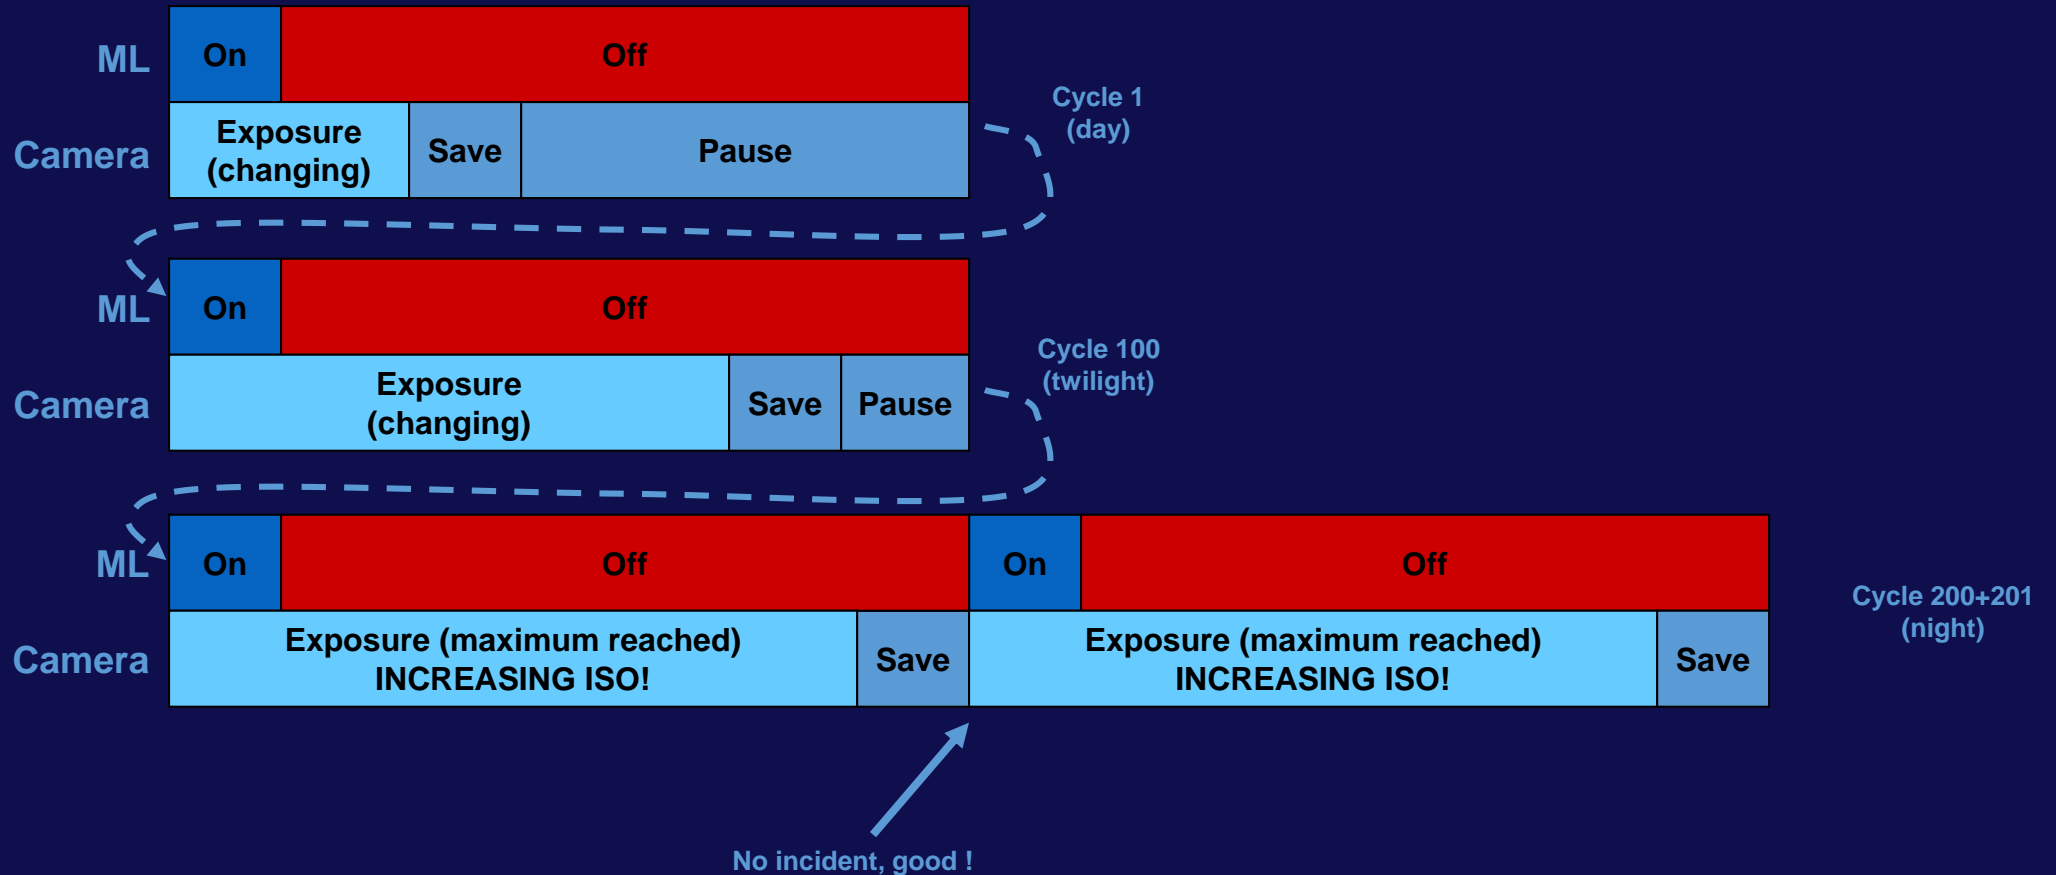 ML
On
Off
Camera
Exposure
(changing)
Save
Pause
Cycle 1
(day)
ML
On
Off
Camera
Exposure
(changing)
Save
Pause
Cycle 100
(twilight)
ML
On
Off
On
Off
Camera
Exposure (maximum reached)
INCREASING ISO!
Save
Exposure (maximum reached)
INCREASING ISO!
Save
Cycle 200+201
(night)
No incident, good !